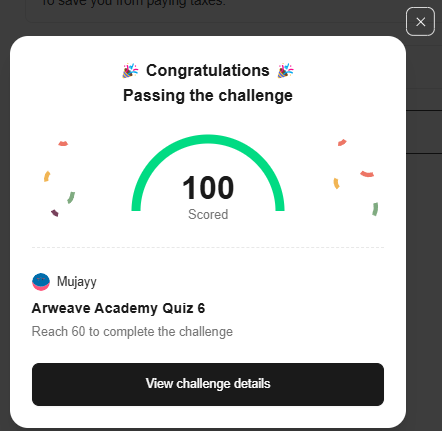 To save you from paying taxes.
🎉 Congratulations 🎉
Passing the challenge
100
Scored
Mujayy
Arweave Academy Quiz 6
Reach 60 to complete the challenge
View challenge details